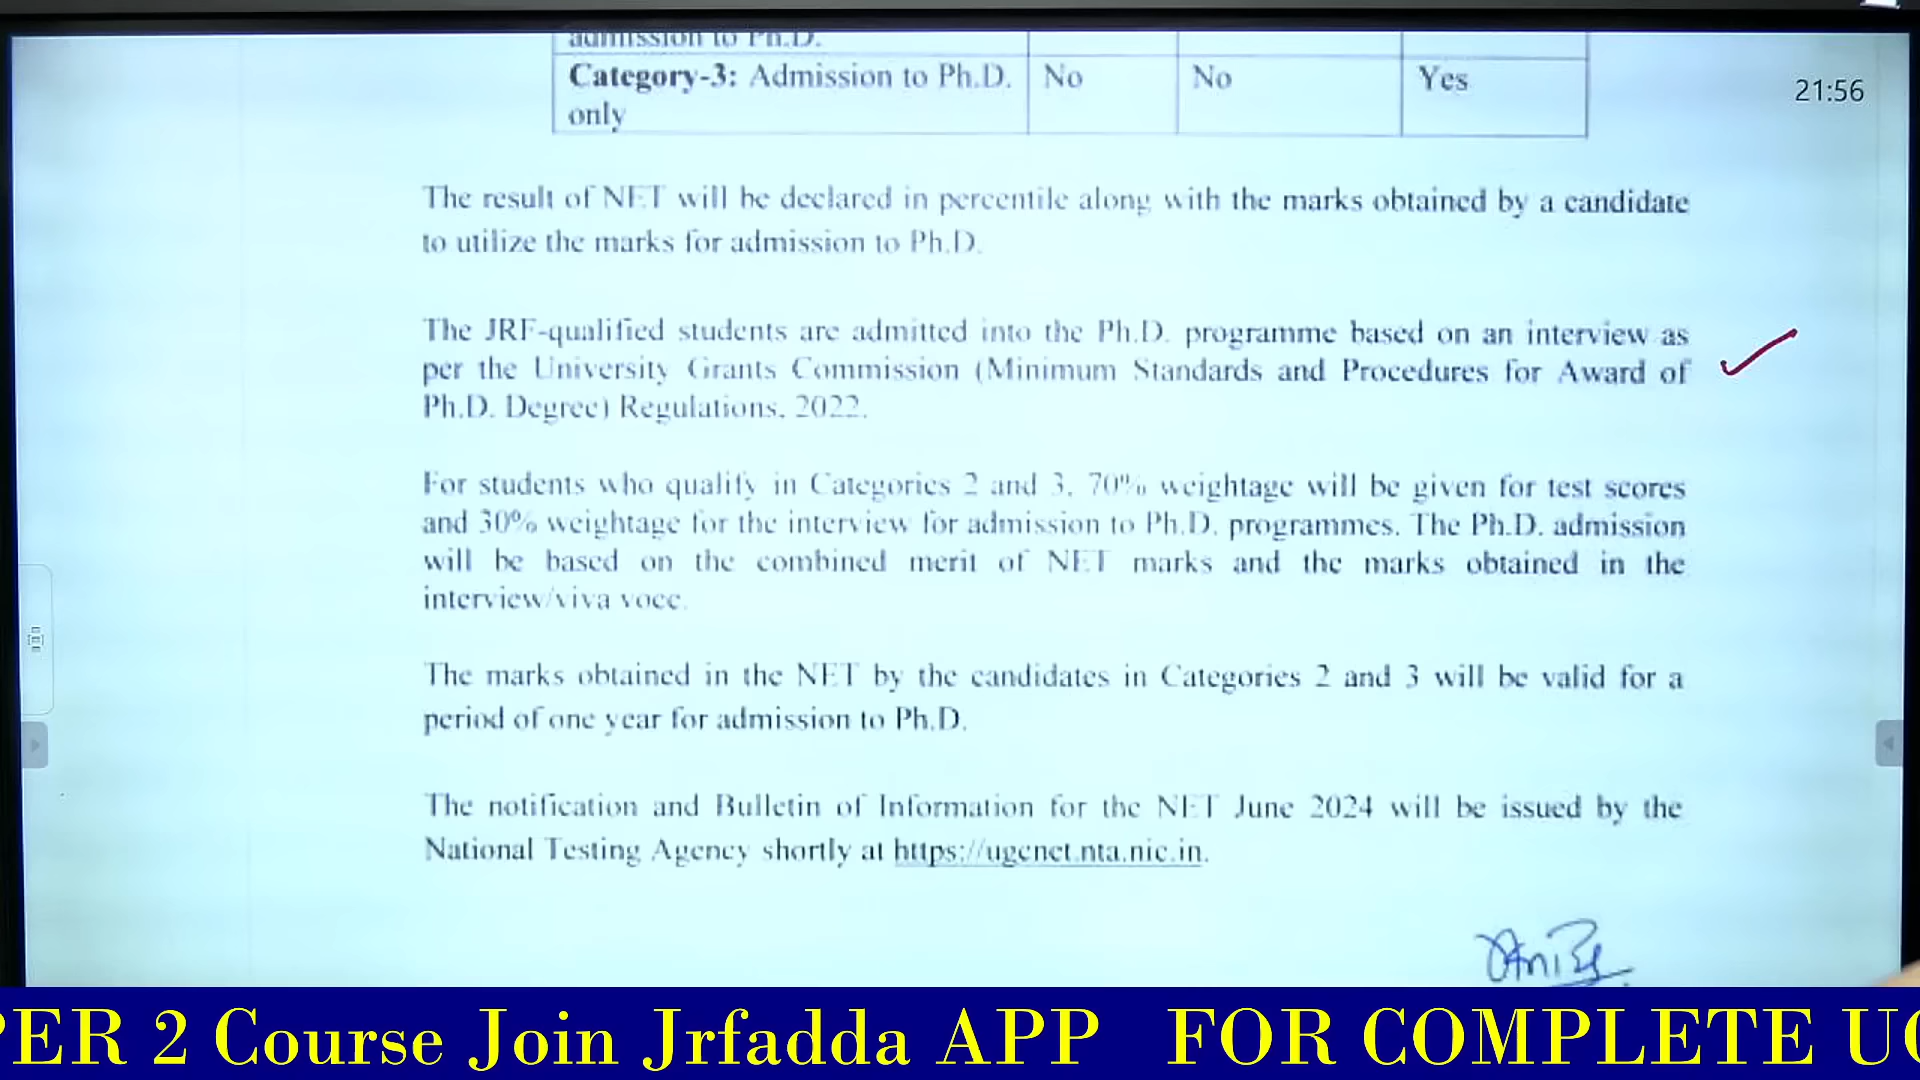 admission to Ph.D.
Category-3: Admission to Ph.D. only No No Yes
21:56
The result of NET will be declared in percentile along with the marks obtained by a candidate
to utilize the marks for admission to Ph.D.
The JRF-qualified students are admitted into the Ph.D. programme based on an interview as
per the University Grants Commission (Minimum Standards and Procedures for Award of
Ph.D. Degree) Regulations, 2022.
For students who qualify in Categories 2 and 3, 70% weightage will be given for test scores
and 30% weightage for the interview for admission to Ph.D. programmes. The Ph.D. admission
will be based on the combined merit of NET marks and the marks obtained in the
interview/viva voce.
The marks obtained in the NET by the candidates in Categories 2 and 3 will be valid for a
period of one year for admission to Ph.D.
The notification and Bulletin of Information for the NET June 2024 will be issued by the
National Testing Agency shortly at https://ugcnet.nta.nic.in.
PER 2 Course Join Jrfadda APP FOR COMPLETE UG